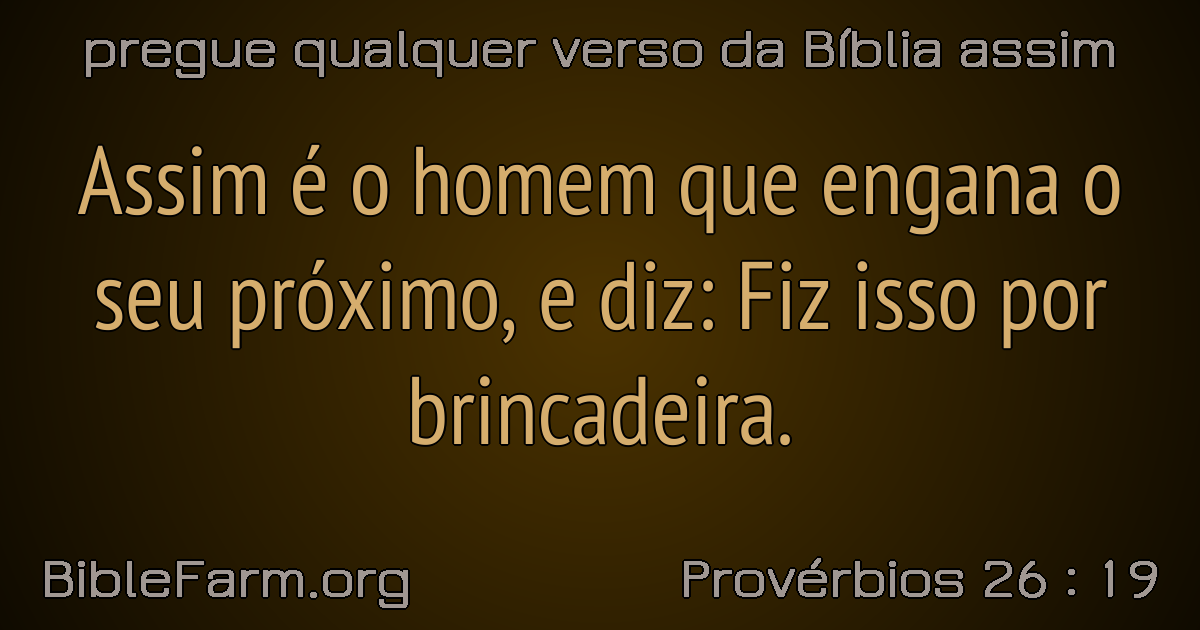 pregue qualquer verso da Bíblia assim
Assim é o homem que engana o
seu próximo, e diz: Fiz isso por
brincadeira.
BibleFarm.org
Provérbios 26 : 19